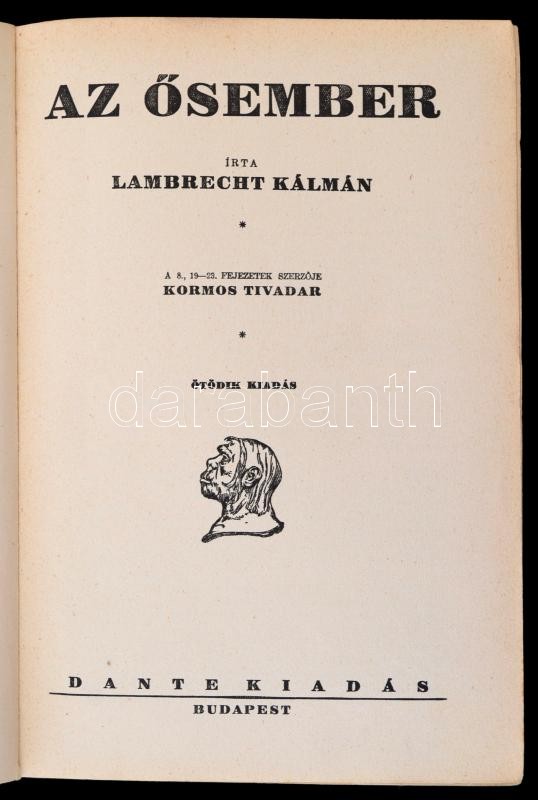 AZ ŐSEMBER
ÍRTA
LAMBRECHT KÁLMÁN
*
A 8., 19—23. FEJEZETEK SZERZŐJE
KORMOS TIVADAR
*
ÖTÖDIK KIADÁS
darabanth
DANTE KIADÁS
BUDAPEST